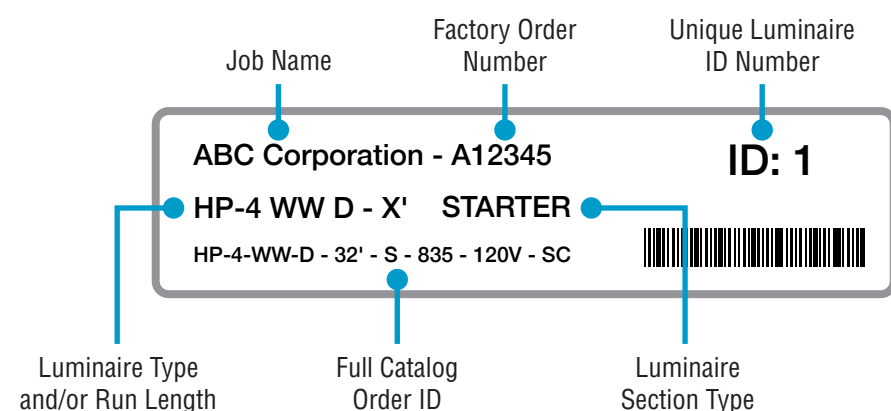 Job Name
Factory Order
Number
Unique Luminaire
ID Number
ABC Corporation - A12345
ID: 1
HP-4 WW D - X' STARTER
HP-4-WW-D - 32' - S - 835 - 120V - SC
Luminaire Type
and/or Run Length
Full Catalog
Order ID
Luminaire
Section Type